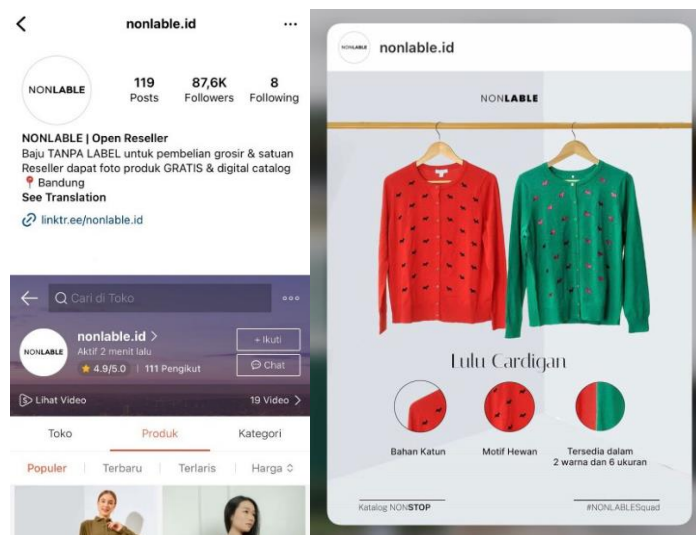 nonlable.id
NONLABLE
119
Posts
87,6K
Followers
8
Following
NONLABLE | Open Reseller
Baju TANPA LABEL untuk pembelian grosir & satuan
Reseller dapat foto produk GRATIS & digital catalog
Bandung
See Translation
linktr.ee/nonlable.id
Cari di Toko
NONLABLE
nonlable.id >
Aktif 2 menit lalu
4.9/5.0 | 111 Pengikut
+ Ikuti
Chat
Lihat Video
19 Video >
Toko
Produk
Kategori
Populer
Terbaru
Terlaris
Harga
NONLABLE
nonlable.id
NONLABLE
Lulu Cardigan
Bahan Katun
Motif Hewan
Tersedia dalam
2 warna dan 6 ukuran
Katalog NONSTOP
#NONLABLESquad